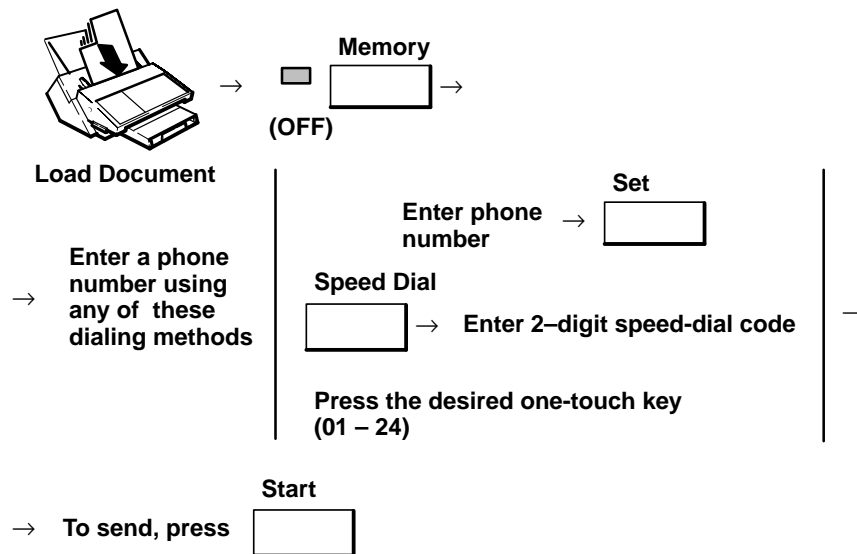 Memory
→
→
(OFF)
Load Document
Set
Enter phone
number
→
→
Enter a phone
number using
any of these
dialing methods
Speed Dial
→ Enter 2–digit speed-dial code
→
Press the desired one-touch key
(01 – 24)
Start
→ To send, press